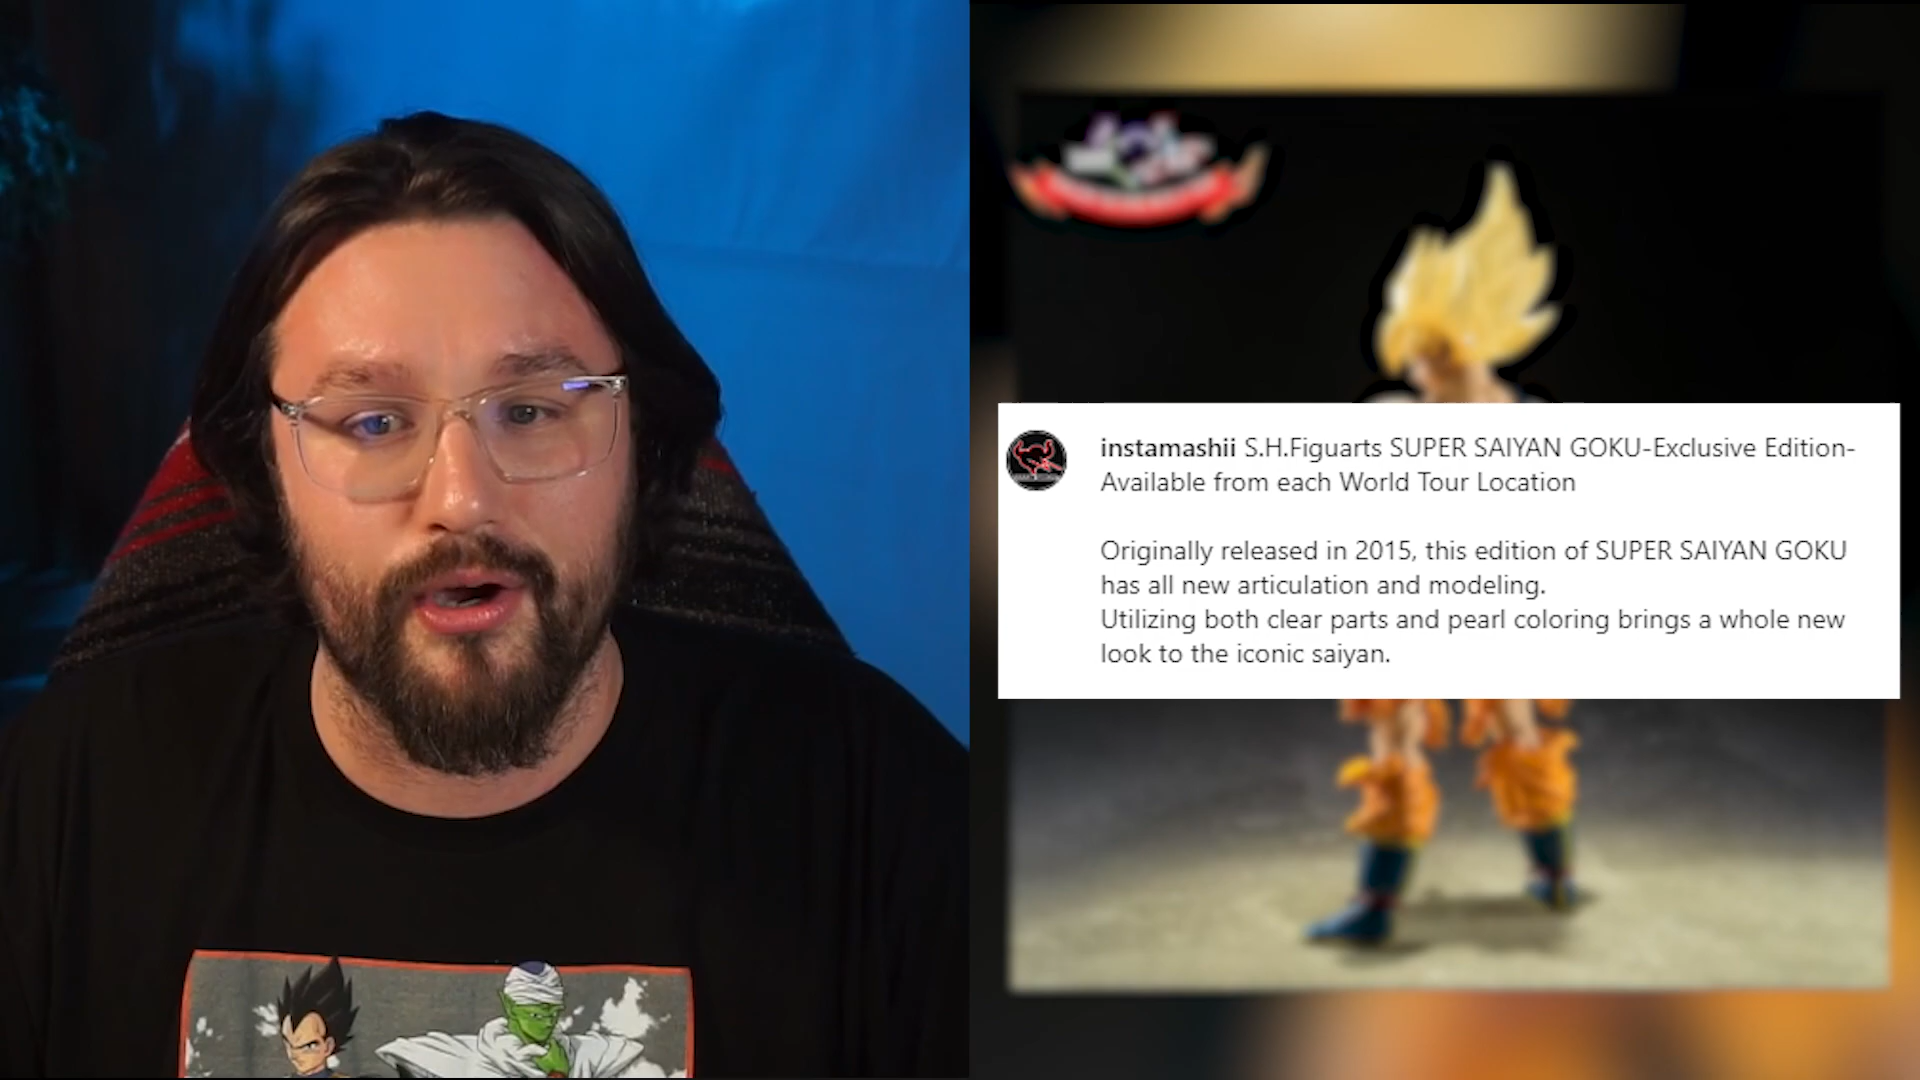 instamashii S.H.Figuarts SUPER SAIYAN GOKU-Exclusive Edition-
Available from each World Tour Location
Originally released in 2015, this edition of SUPER SAIYAN GOKU
has all new articulation and modeling.
Utilizing both clear parts and pearl coloring brings a whole new
look to the iconic saiyan.